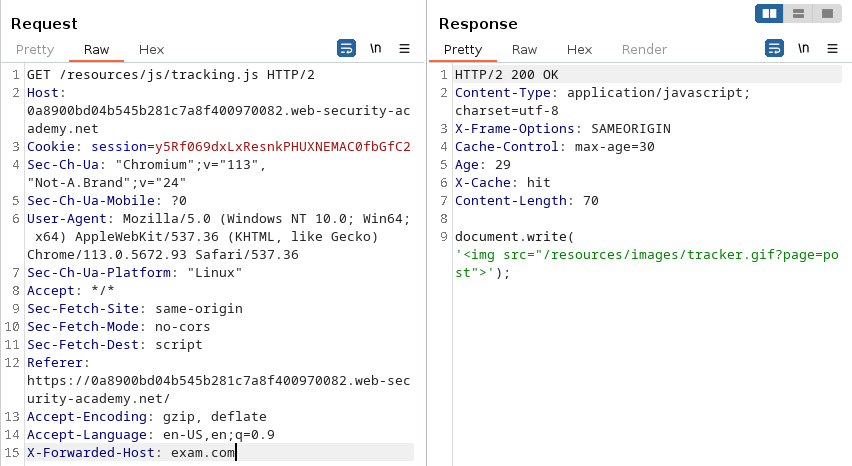 Request
Pretty Raw Hex \n
1 GET /resources/js/tracking.js HTTP/2
2 Host:
0a8900bd04b545b281c7a8f400970082.web-security-ac
ademy.net
3 Cookie: session=y5Rf069dxLxResnkPHUXNEMAC0fbGfC2
4 Sec-Ch-Ua: "Chromium";v="113",
"Not-A.Brand";v="24"
5 Sec-Ch-Ua-Mobile: ?0
6 User-Agent: Mozilla/5.0 (Windows NT 10.0; Win64;
x64) AppleWebKit/537.36 (KHTML, like Gecko)
Chrome/113.0.5672.93 Safari/537.36
7 Sec-Ch-Ua-Platform: "Linux"
8 Accept: */*
9 Sec-Fetch-Site: same-origin
10 Sec-Fetch-Mode: no-cors
11 Sec-Fetch-Dest: script
12 Referer:
https://0a8900bd04b545b281c7a8f400970082.web-sec
urity-academy.net/
13 Accept-Encoding: gzip, deflate
14 Accept-Language: en-US,en;q=0.9
15 X-Forwarded-Host: exam.com
Response
Pretty Raw Hex Render \n
1 HTTP/2 200 OK
2 Content-Type: application/javascript;
charset=utf-8
3 X-Frame-Options: SAMEORIGIN
4 Cache-Control: max-age=30
5 Age: 29
6 X-Cache: hit
7 Content-Length: 70
8
9 document.write(
'<img src="/resources/images/tracker.gif?page=po
st">');